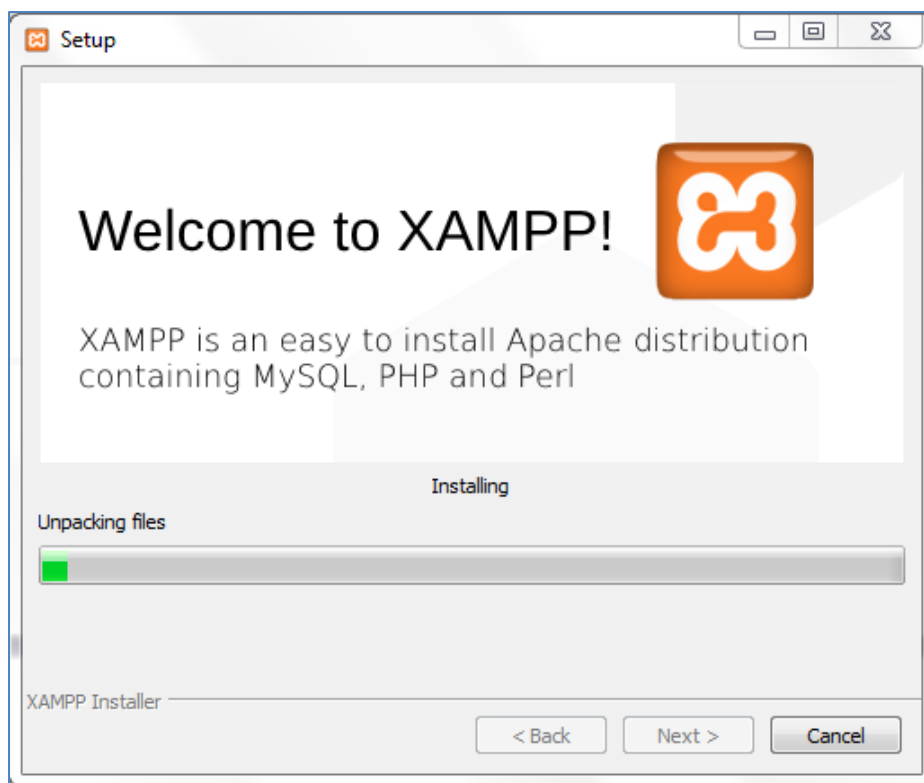 Setup
Welcome to XAMPP!
XAMPP is an easy to install Apache distribution
containing MySQL, PHP and Perl
Installing
Unpacking files
XAMPP Installer
< Back
Next >
Cancel